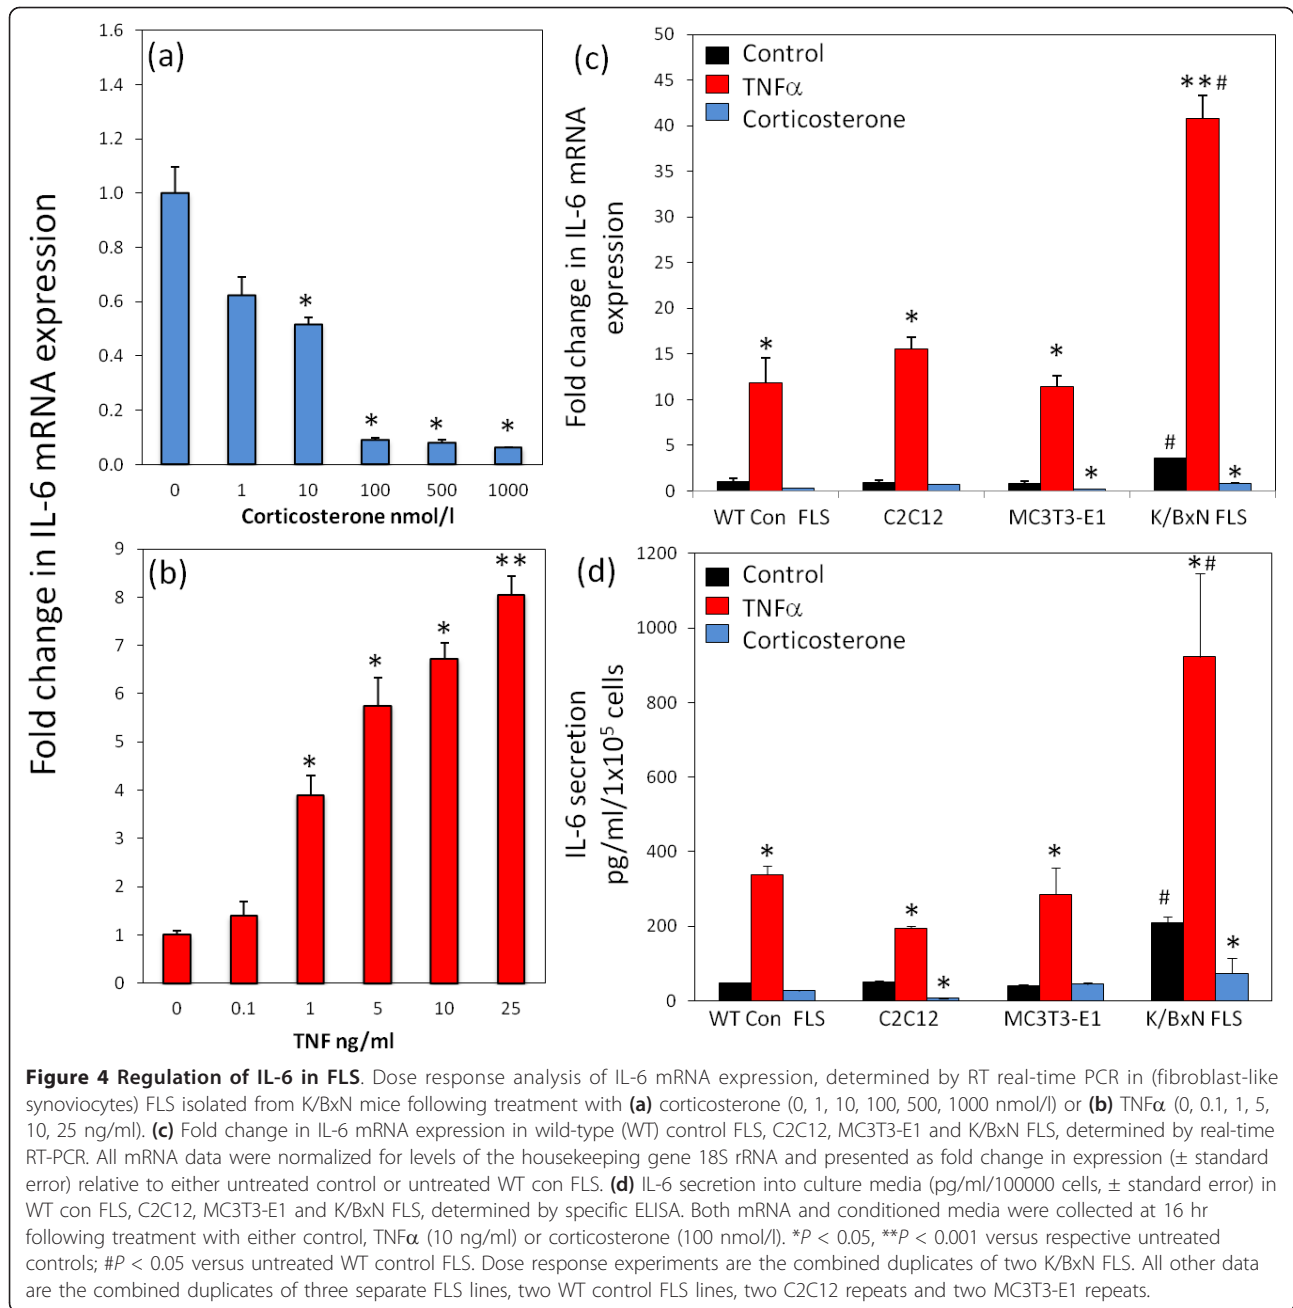 Fold change in IL-6 mRNA expression
(a)
1.6
1.4
1.2
1.0
0.8
0.6
0.4
0.2
0.0
*
*
*
*
0 1 10 100 500 1000
Corticosterone nmol/l
(b)
9
8
7
6
5
4
3
2
1
0
*
*
*
**
0 0.1 1 5 10 25
TNF ng/ml
(c)
Fold change in IL-6 mRNA
expression
50
45
40
35
30
25
20
15
10
5
0
Control
TNFα
Corticosterone
*
*
*
*
#
**#
*
WT Con FLS C2C12 MC3T3-E1 K/BxN FLS
(d)
IL-6 secretion
pg/ml/1x10⁵ cells
1200
1000
800
600
400
200
0
Control
TNFα
Corticosterone
*
*
*
*
#
*#
*
WT Con FLS C2C12 MC3T3-E1 K/BxN FLS
Figure 4 Regulation of IL-6 in FLS. Dose response analysis of IL-6 mRNA expression, determined by RT real-time PCR in (fibroblast-like
synoviocytes) FLS isolated from K/BxN mice following treatment with (a) corticosterone (0, 1, 10, 100, 500, 1000 nmol/l) or (b) TNFα (0, 0.1, 1, 5,
10, 25 ng/ml). (c) Fold change in IL-6 mRNA expression in wild-type (WT) control FLS, C2C12, MC3T3-E1 and K/BxN FLS, determined by real-time
RT-PCR. All mRNA data were normalized for levels of the housekeeping gene 18S rRNA and presented as fold change in expression (± standard
error) relative to either untreated control or untreated WT con FLS. (d) IL-6 secretion into culture media (pg/ml/100000 cells, ± standard error) in
WT con FLS, C2C12, MC3T3-E1 and K/BxN FLS, determined by specific ELISA. Both mRNA and conditioned media were collected at 16 hr
following treatment with either control, TNFα (10 ng/ml) or corticosterone (100 nmol/l). *P < 0.05, **P < 0.001 versus respective untreated
controls; #P < 0.05 versus untreated WT control FLS. Dose response experiments are the combined duplicates of two K/BxN FLS. All other data
are the combined duplicates of three separate FLS lines, two WT control FLS lines, two C2C12 repeats and two MC3T3-E1 repeats.